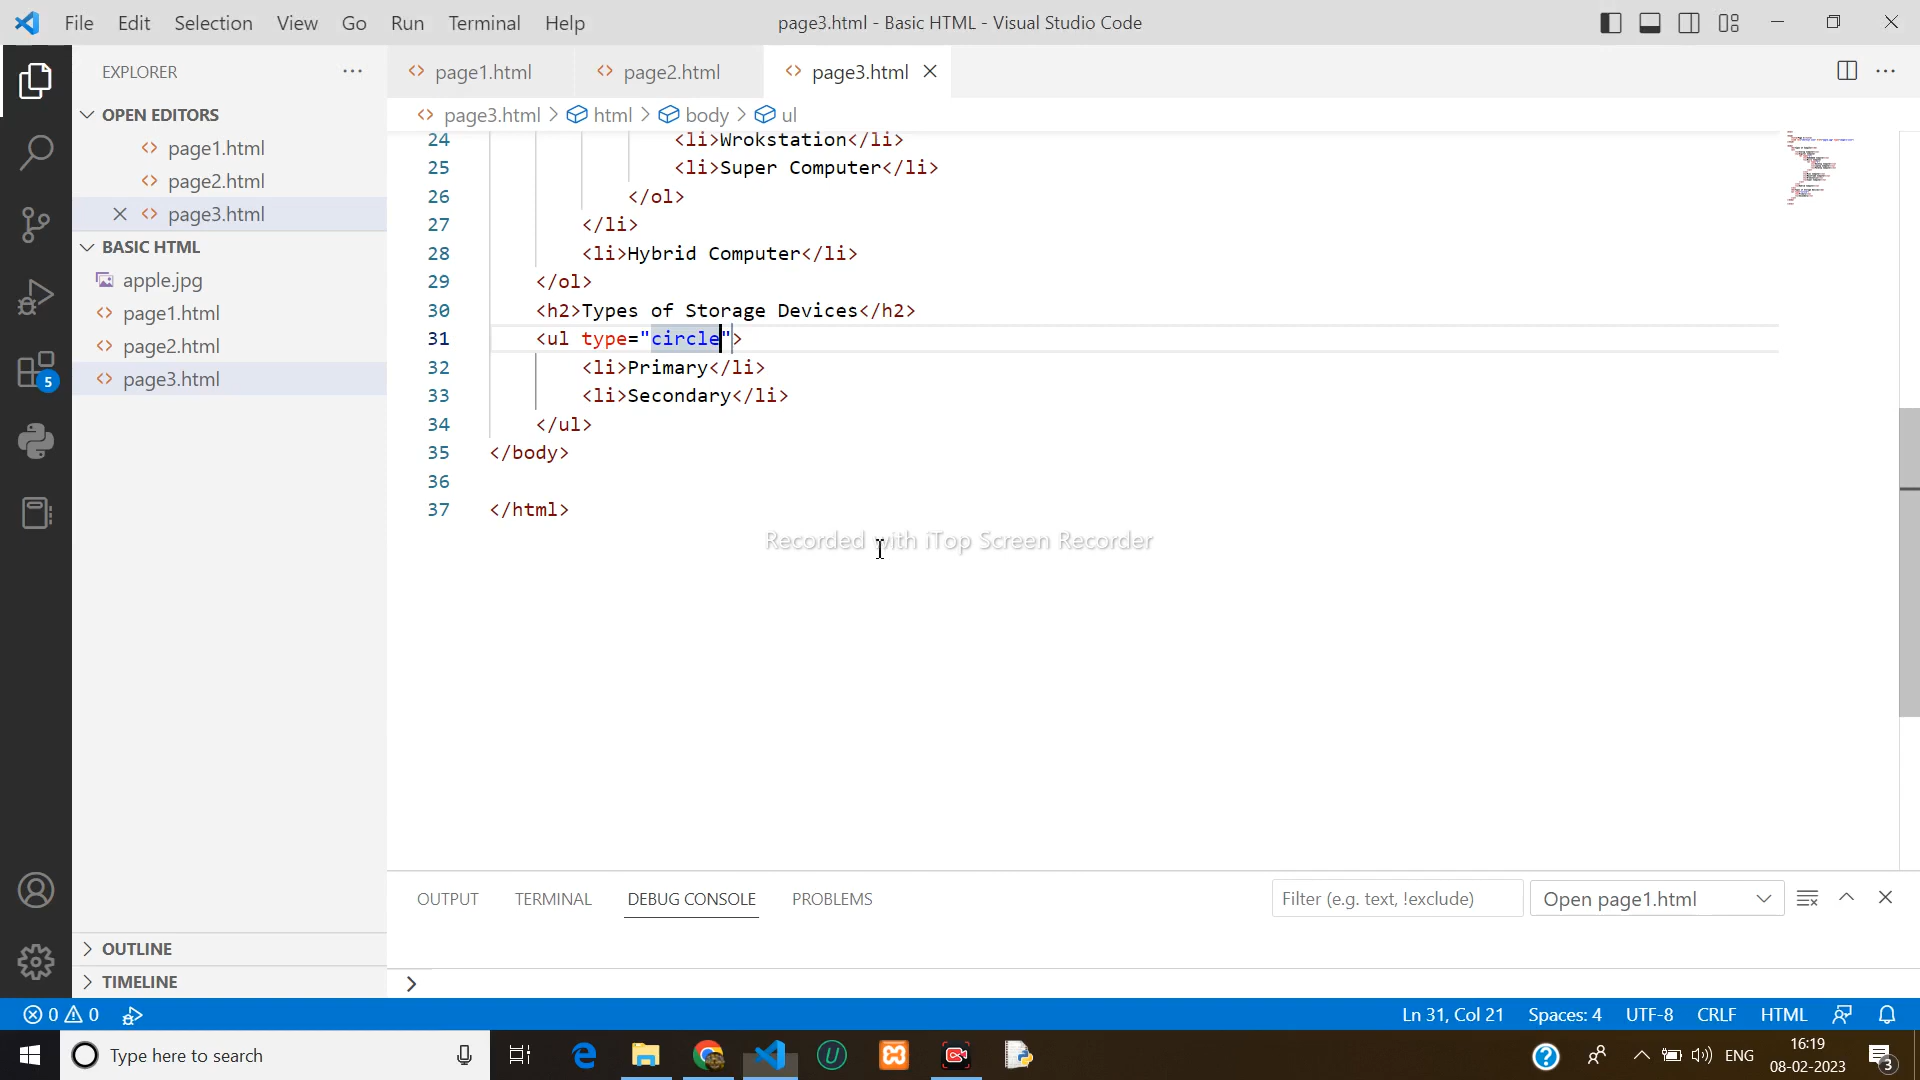 File Edit Selection View Go Run Terminal Help
page3.html - Basic HTML - Visual Studio Code
EXPLORER
page1.html
page2.html
page3.html
OPEN EDITORS
page3.html > html > body > ul
page1.html
page2.html
page3.html
BASIC HTML
apple.jpg
page1.html
page2.html
page3.html
24 <li>Wrokstation</li>
25 <li>Super Computer</li>
26 </ol>
27 </li>
28 <li>Hybrid Computer</li>
29 </ol>
30 <h2>Types of Storage Devices</h2>
31 <ul type="circle">
32 <li>Primary</li>
33 <li>Secondary</li>
34 </ul>
35 </body>
36
37 </html>
Recorded with iTop Screen Recorder
5
OUTPUT TERMINAL DEBUG CONSOLE PROBLEMS
Filter (e.g. text, !exclude)
Open page1.html
OUTLINE
TIMELINE
0 0
Ln 31, Col 21 Spaces: 4 UTF-8 CRLF HTML
Type here to search
ENG
16:19
08-02-2023
3